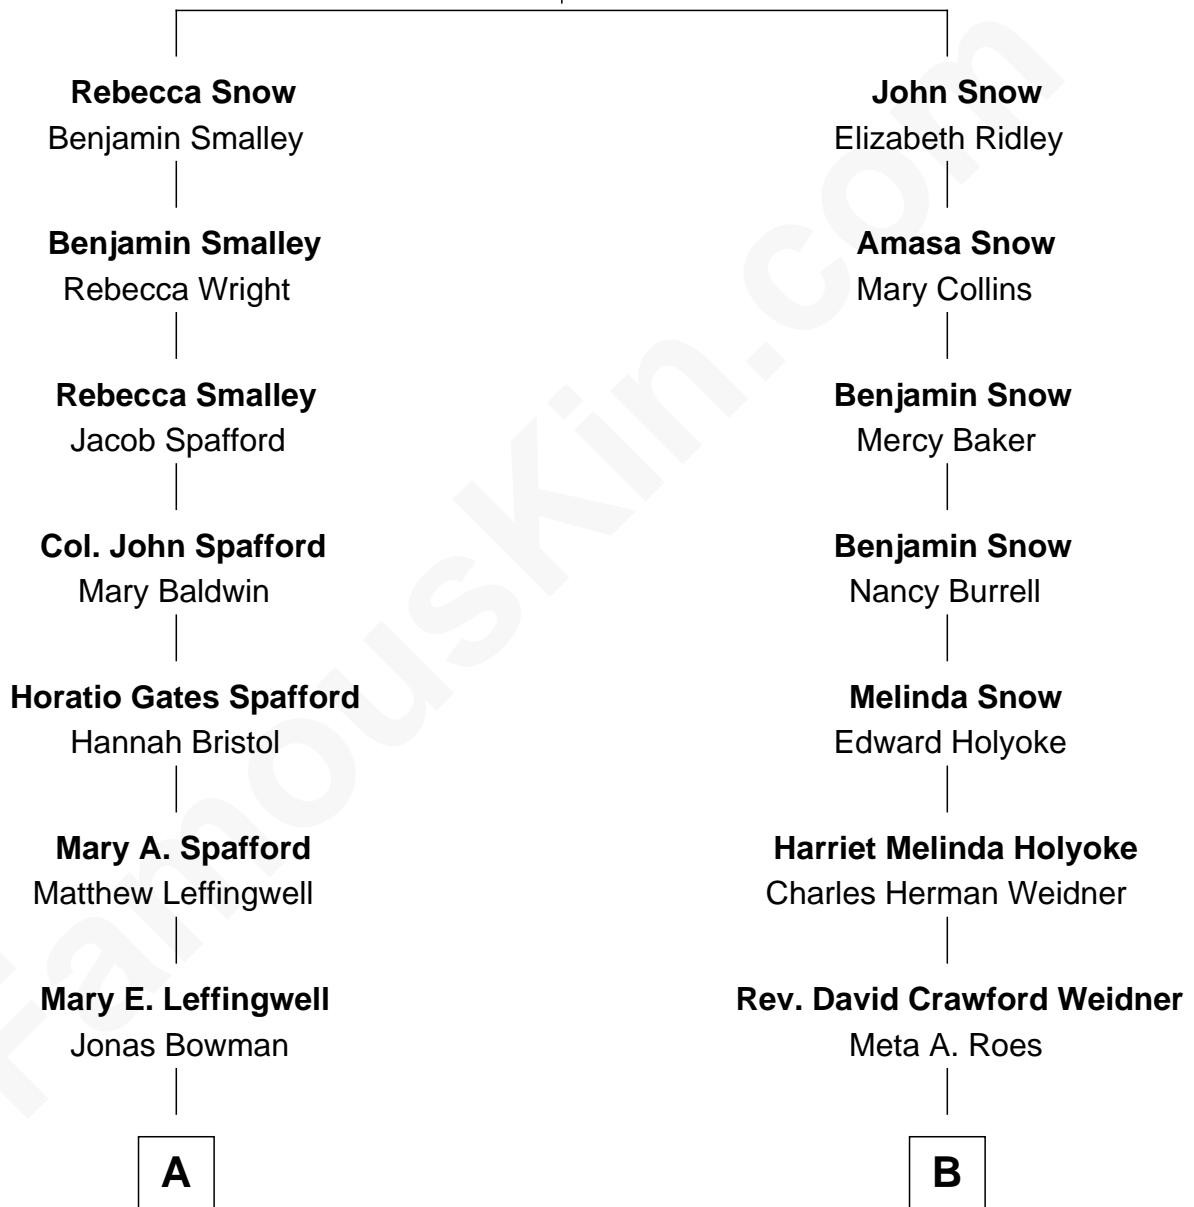 Rebecca Snow
Benjamin Smalley
John Snow
Elizabeth Ridley
Benjamin Smalley
Rebecca Wright
Amasa Snow
Mary Collins
Rebecca Smalley
Jacob Spafford
Benjamin Snow
Mercy Baker
Col. John Spafford
Mary Baldwin
Benjamin Snow
Nancy Burrell
Horatio Gates Spafford
Hannah Bristol
Melinda Snow
Edward Holyoke
Mary A. Spafford
Matthew Leffingwell
Harriet Melinda Holyoke
Charles Herman Weidner
Mary E. Leffingwell
Jonas Bowman
Rev. David Crawford Weidner
Meta A. Roes
A
B
FamousKin.com